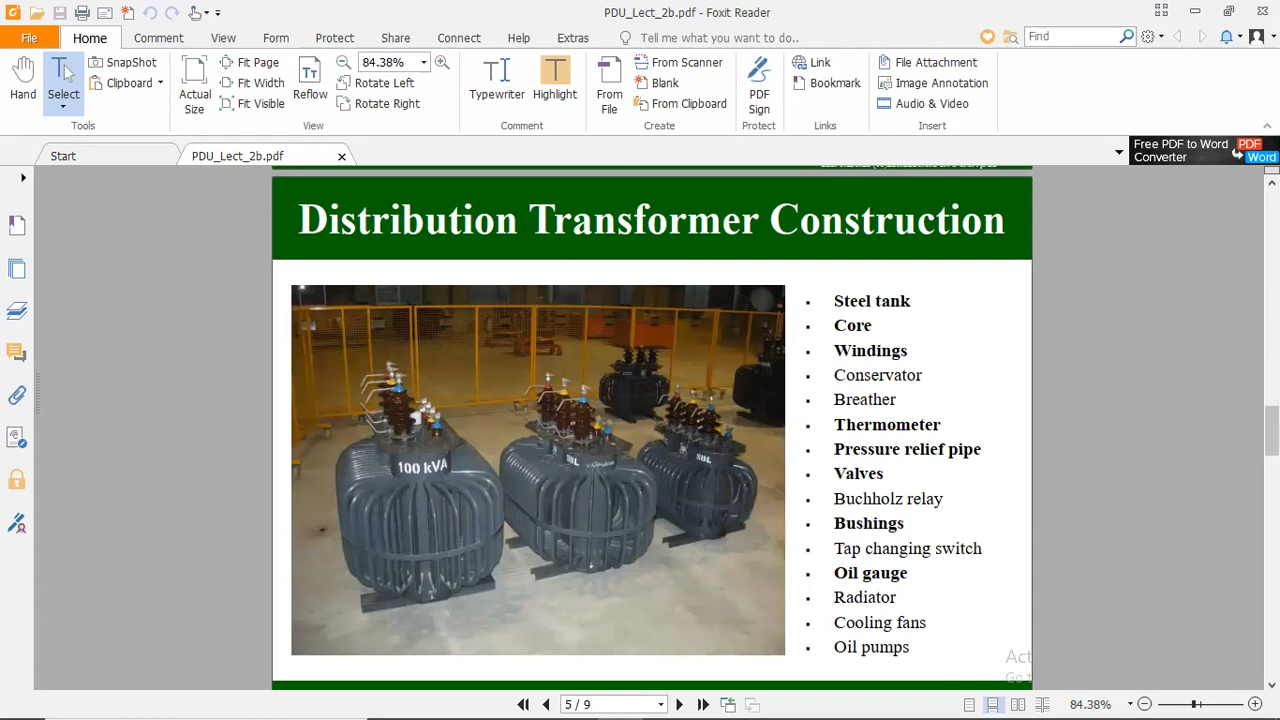 PDU_Lect_2b.pdf - Foxit Reader
File Home Comment View Form Protect Share Connect Help Extras Tell me what you want to do.. Find
Hand
Select
SnapShot
Clipboard
Tools
Actual Size
Fit Page
Fit Width
Fit Visible
Reflow
84.38%
Rotate Left
Rotate Right
View
Typewriter
Highlight
Comment
From File
From Scanner
Blank
From Clipboard
Create
PDF Sign
Protect
Link
Bookmark
Links
File Attachment
Image Annotation
Audio & Video
Insert
Start
PDU_Lect_2b.pdf
Free PDF to Word
Converter
PDF
Word
Distribution Transformer Construction
100 kVA
SBL
SBL
▪ Steel tank
▪ Core
▪ Windings
▪ Conservator
▪ Breather
▪ Thermometer
▪ Pressure relief pipe
▪ Valves
▪ Buchholz relay
▪ Bushings
▪ Tap changing switch
▪ Oil gauge
▪ Radiator
▪ Cooling fans
▪ Oil pumps
Act
Go t
5 / 9
84.38%